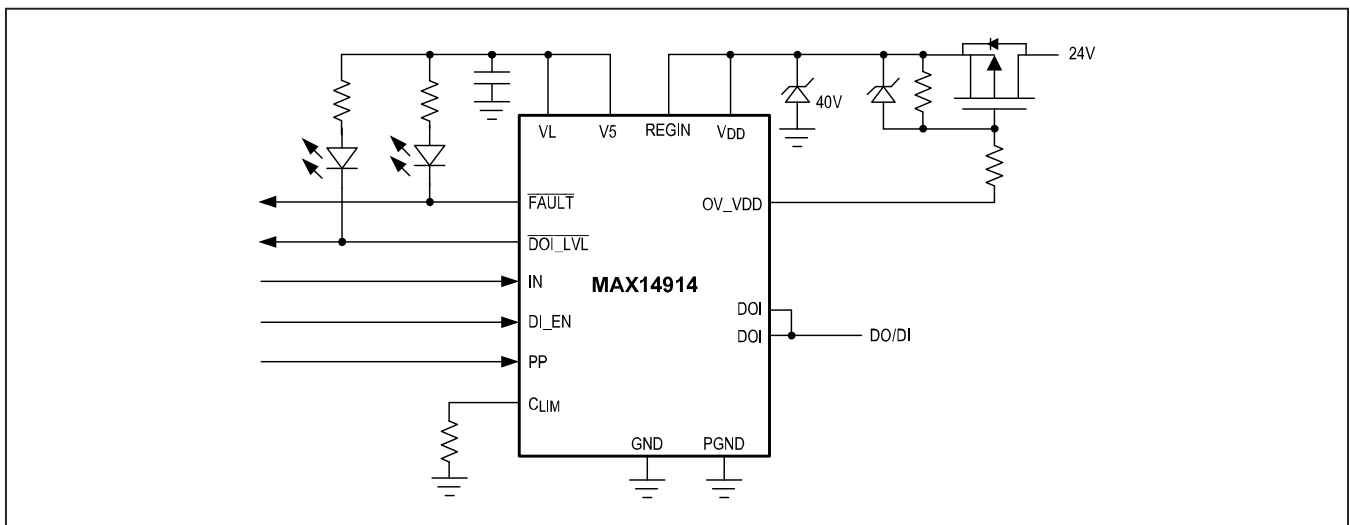 24V
40V
VL
V5
REGIN
VDD
FAULT
OV_VDD
DOI_LVL
IN
MAX14914
DOI
DI_EN
DOI
DO/DI
PP
CLIM
GND
PGND